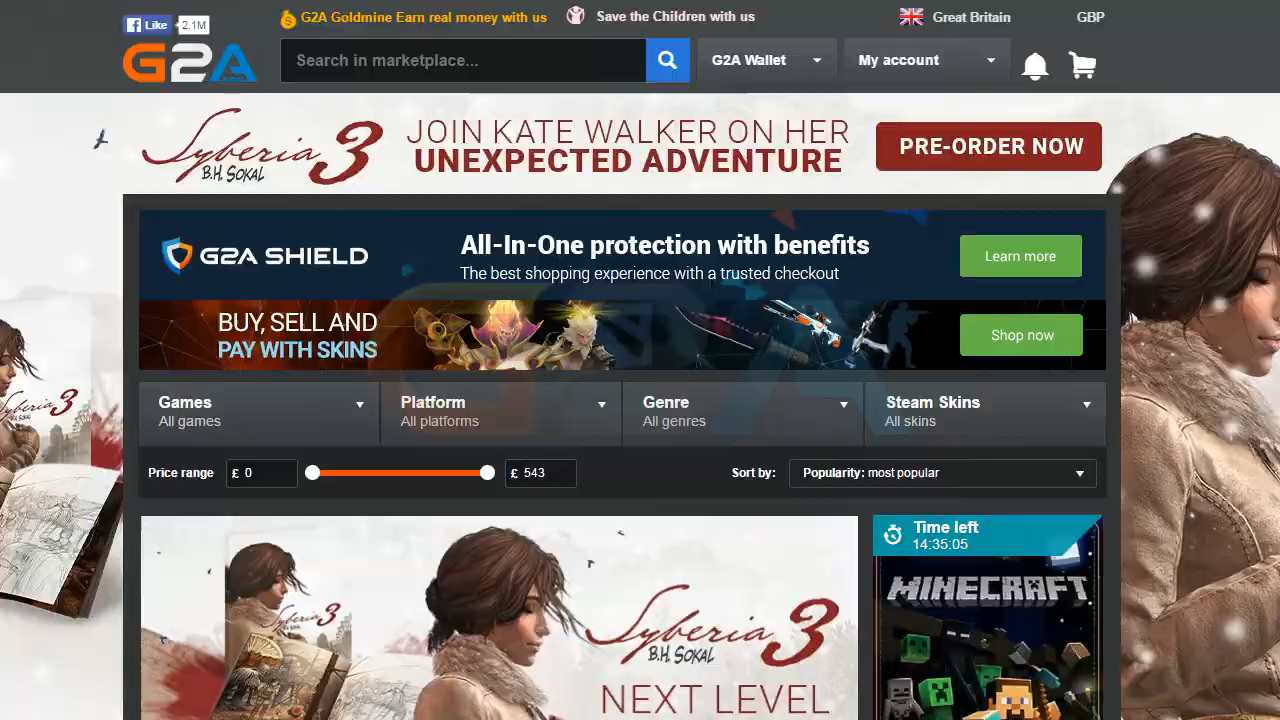 Like
2.1M
G2A Goldmine Earn real money with us
Save the Children with us
Great Britain
GBP
G2A
Search in marketplace...
G2A Wallet
My account
Syberia 3
B.H. SOKAL
JOIN KATE WALKER ON HER
UNEXPECTED ADVENTURE
PRE-ORDER NOW
G2A SHIELD
All-In-One protection with benefits
The best shopping experience with a trusted checkout
Learn more
BUY, SELL AND
PAY WITH SKINS
Shop now
Games
All games
Platform
All platforms
Genre
All genres
Steam Skins
All skins
Price range
£ 0
£ 543
Sort by:
Popularity: most popular
Syberia 3
Syberia 3
Syberia 3
B.H. SOKAL
NEXT LEVEL
Time left
14:35:05
MINECRAFT